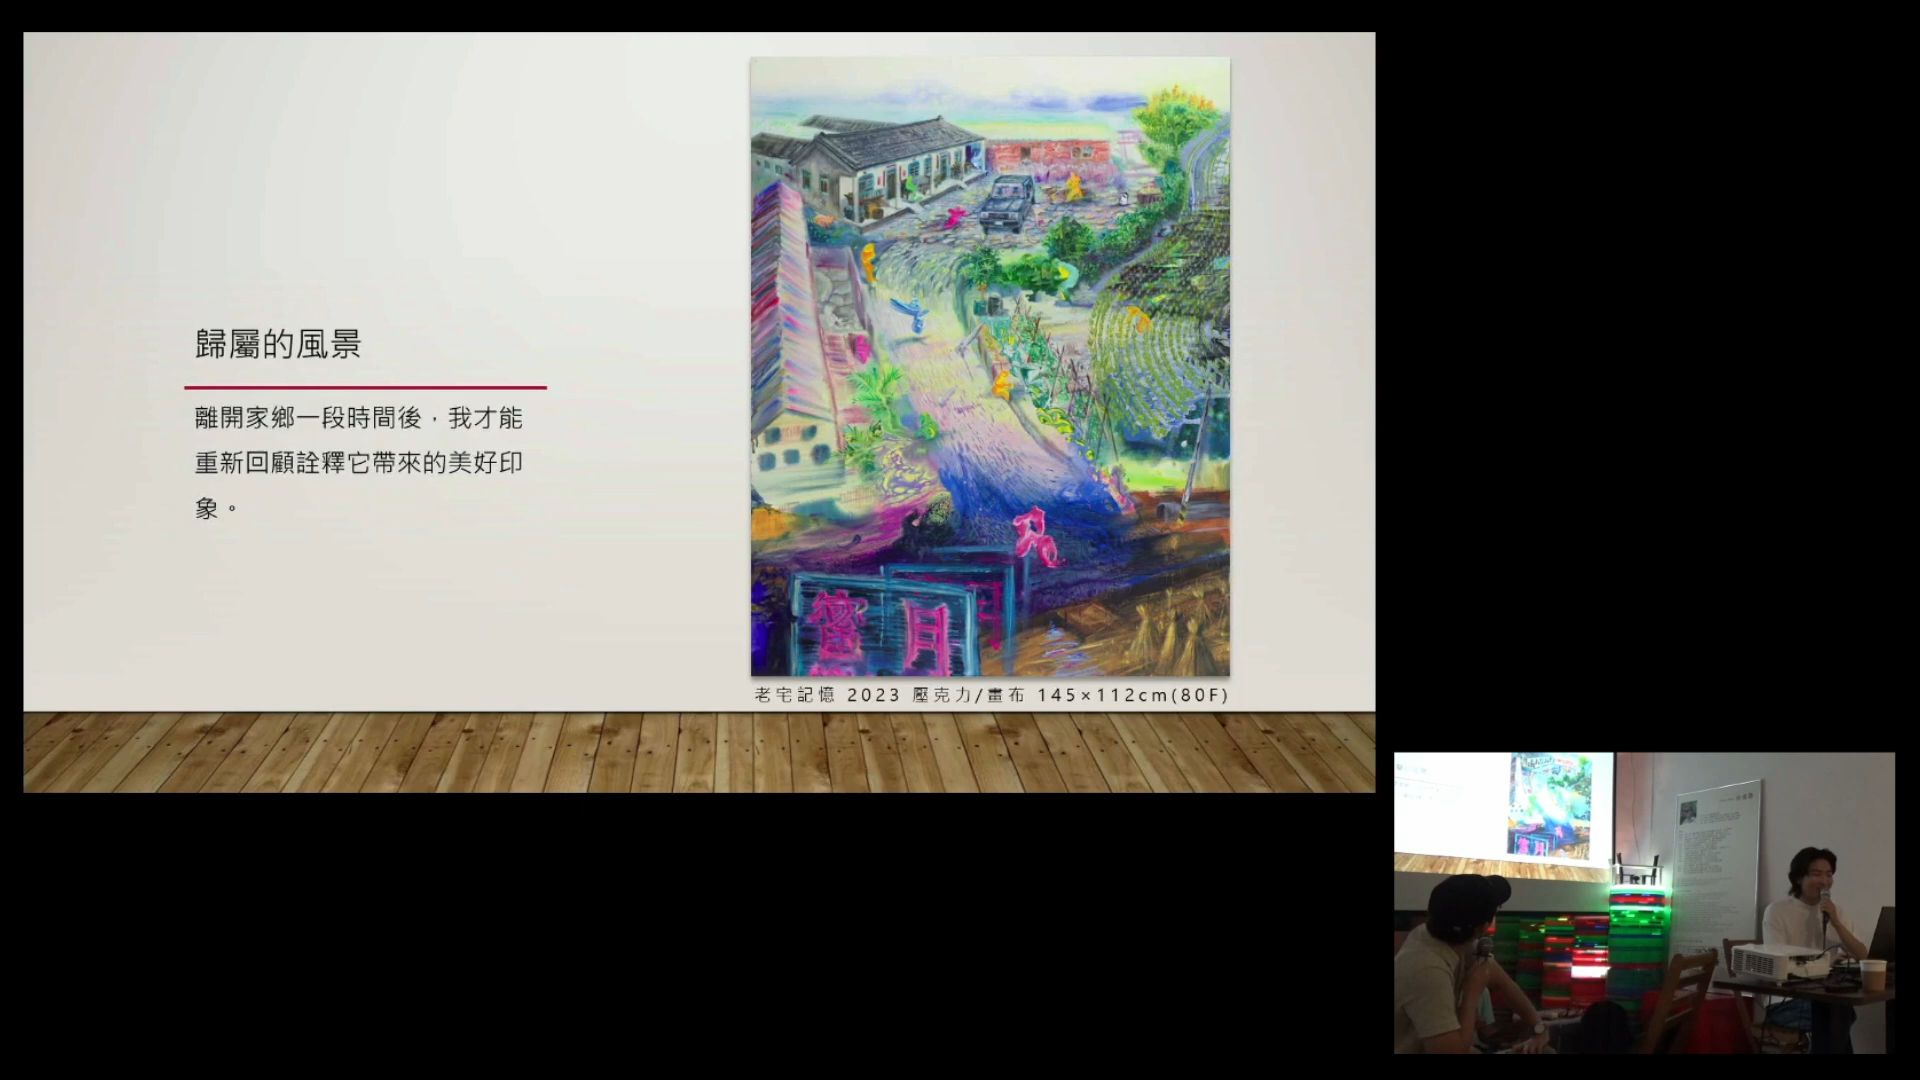 歸屬的風景
離開家鄉一段時間後，我才能
重新回顧詮釋它帶來的美好印
象。
蜜月
老宅記憶 2023 壓克力/畫布 145×112cm(80F)